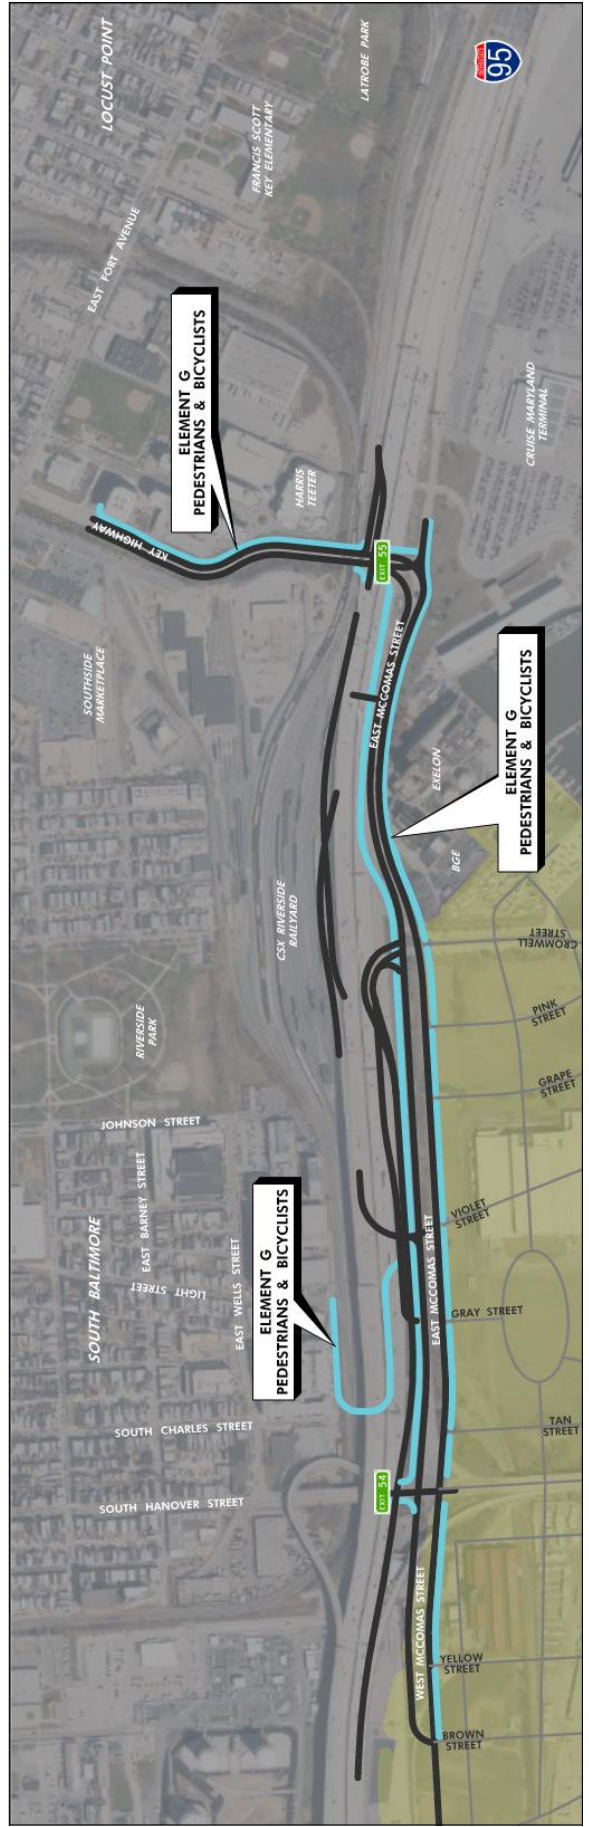 LOCUST POINT
LATROBE PARK
INTERSTATE
95
FRANCIS SCOTT
KEY ELEMENTARY
EAST FORT AVENUE
ELEMENT G
PEDESTRIANS & BICYCLISTS
CRUISE MARYLAND
TERMINAL
HARRIS
TEETER
KEY HIGHWAY
EXIT 55
SOUTHSIDE
MARKETPLACE
EAST MCCOMAS STREET
ELEMENT G
PEDESTRIANS & BICYCLISTS
EXELON
BGE
CSX RIVERSIDE
RAILYARD
CROMWELL
STREET
PINK
STREET
RIVERSIDE
PARK
GRAPE
STREET
JOHNSON STREET
EAST BARNEY STREET
VIOLET
STREET
SOUTH BALTIMORE
LIGHT STREET
EAST WELLS STREET
ELEMENT G
PEDESTRIANS & BICYCLISTS
EAST MCCOMAS STREET
GRAY STREET
SOUTH CHARLES STREET
TAN
STREET
SOUTH HANOVER STREET
EXIT 54
WEST MCCOMAS STREET
YELLOW
STREET
BROWN
STREET